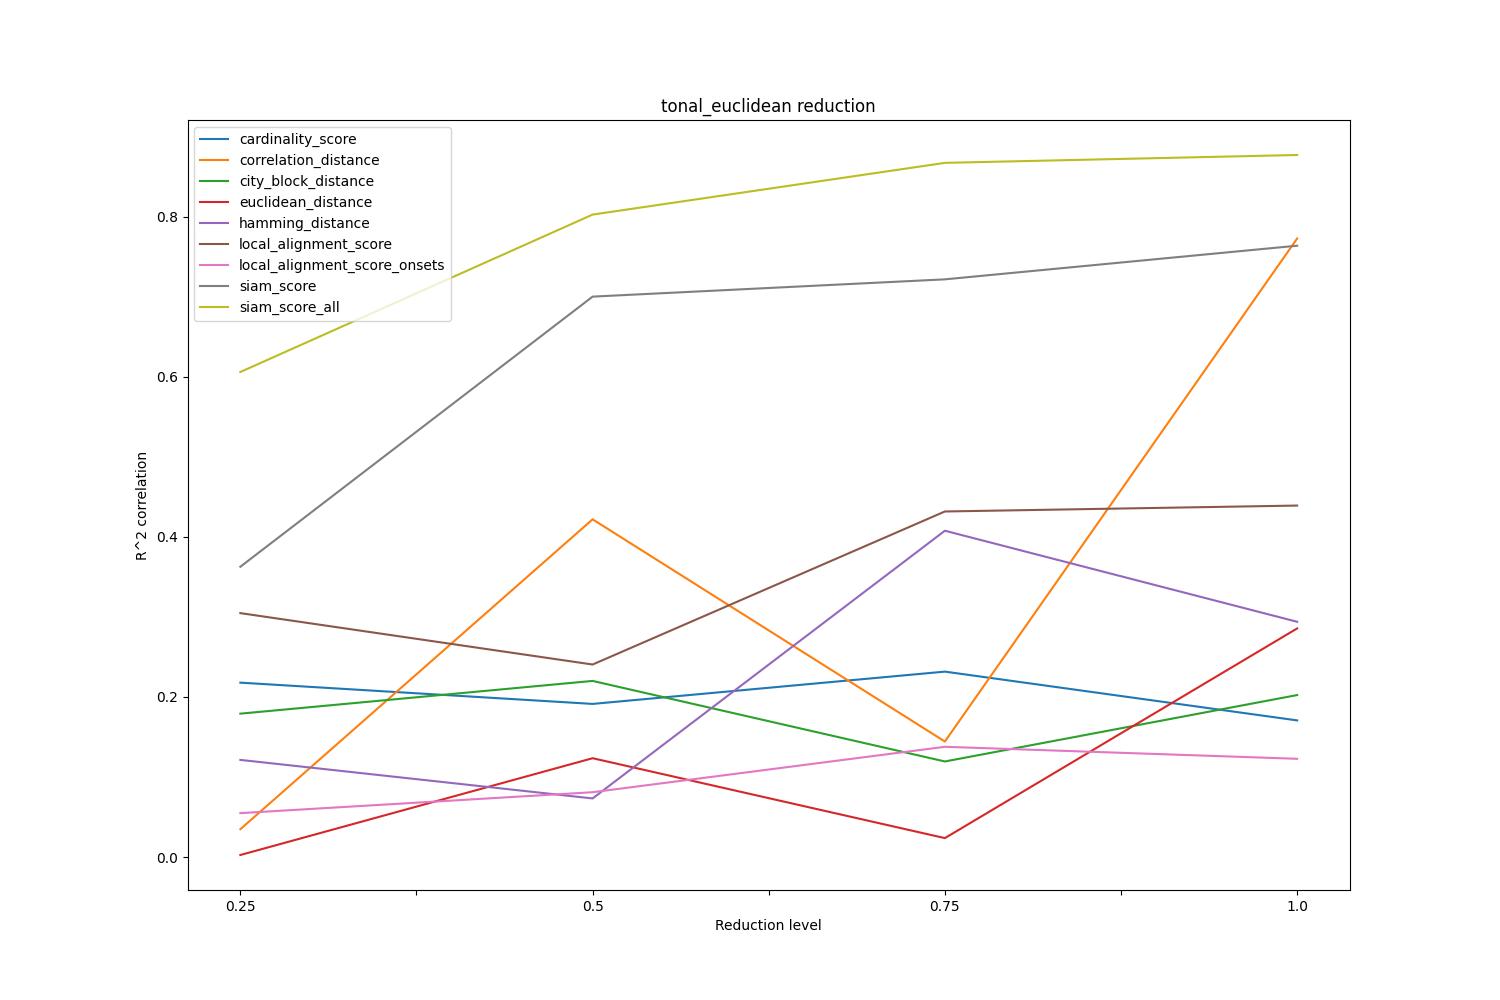 tonal_euclidean reduction
cardinality_score
correlation_distance
city_block_distance
euclidean_distance
hamming_distance
local_alignment_score
local_alignment_score_onsets
siam_score
siam_score_all
0.8
0.6
0.4
0.2
0.0
R^2 correlation
0.25
0.5
0.75
1.0
Reduction level